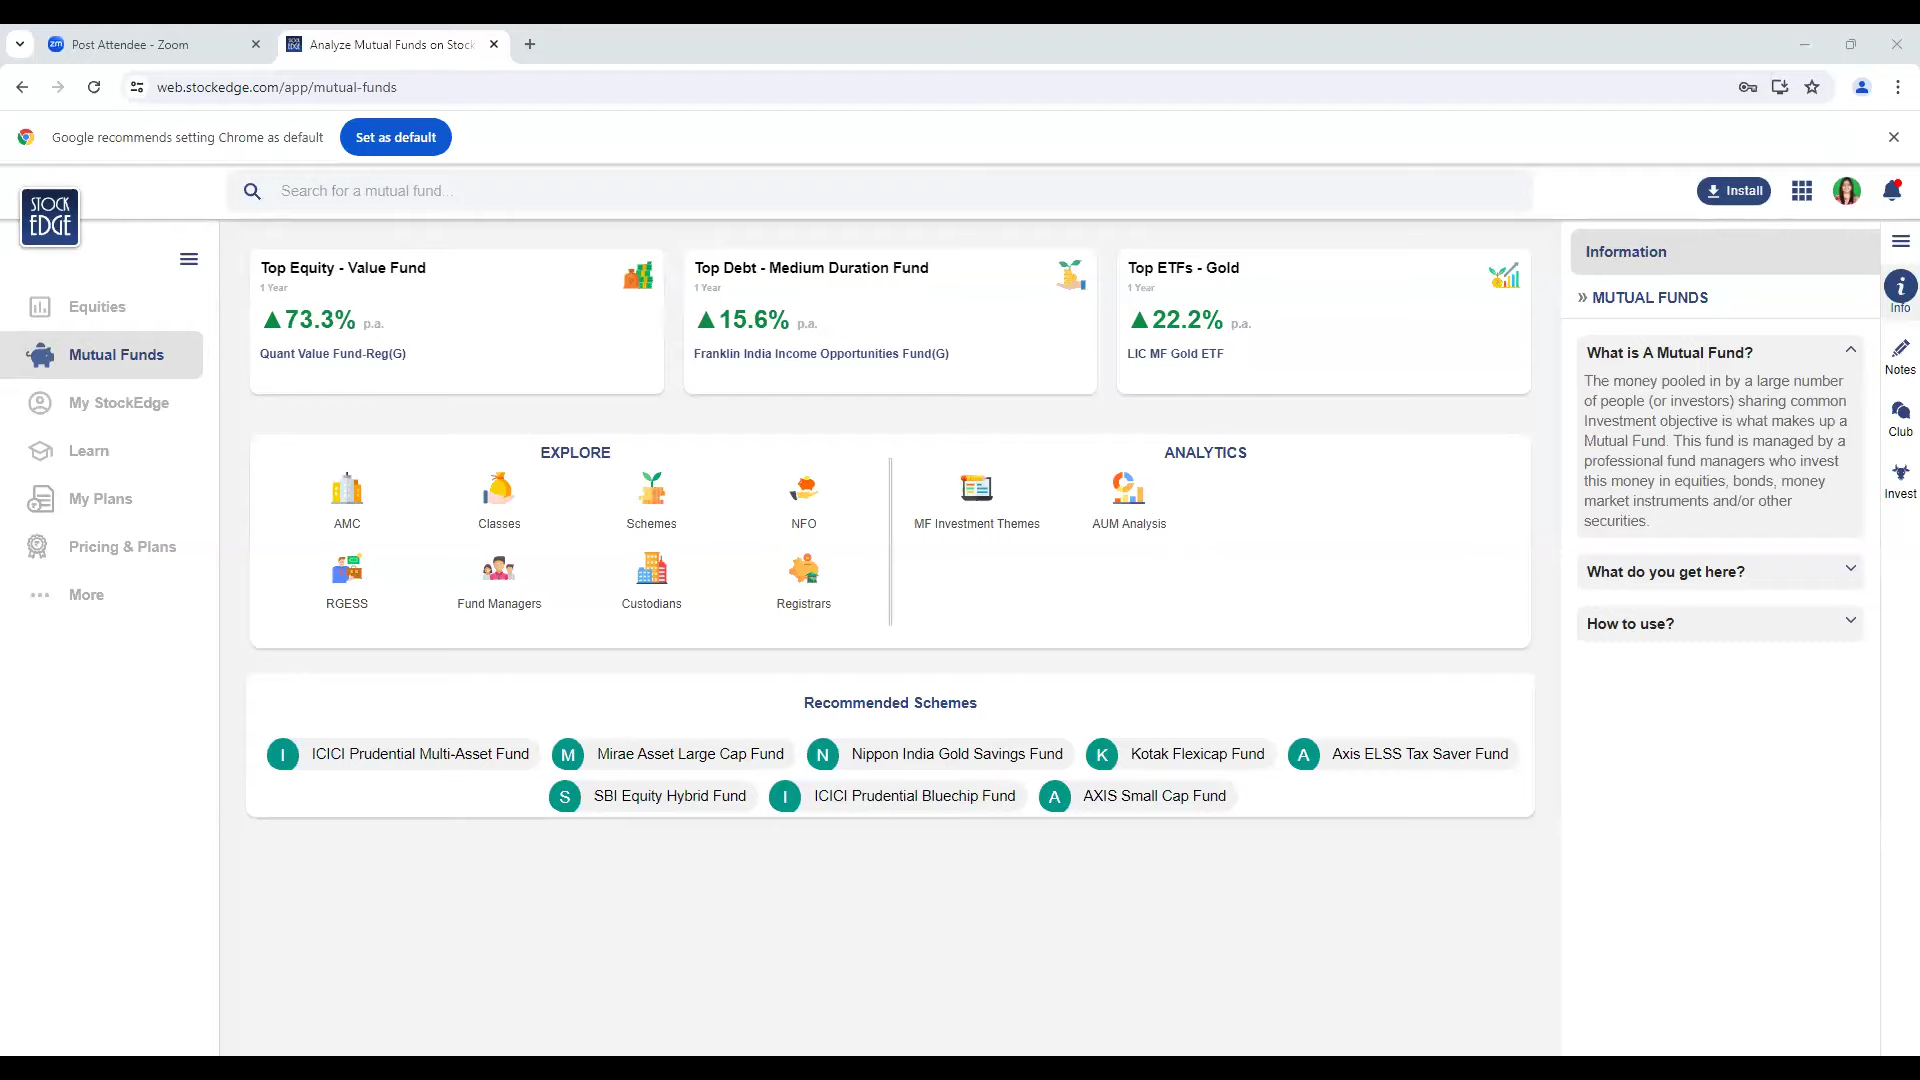 zm Post Attendee - Zoom
Analyze Mutual Funds on Stock
web.stockedge.com/app/mutual-funds
Google recommends setting Chrome as default
Set as default
STOCK
EDGE
Search for a mutual fund...
Install
Equities
Mutual Funds
My StockEdge
Learn
My Plans
Pricing & Plans
More
Top Equity - Value Fund
1 Year
▲73.3% p.a.
Quant Value Fund-Reg(G)
Top Debt - Medium Duration Fund
1 Year
▲15.6% p.a.
Franklin India Income Opportunities Fund(G)
Top ETFs - Gold
1 Year
▲22.2% p.a.
LIC MF Gold ETF
EXPLORE
AMC
Classes
Schemes
NFO
RGESS
Fund Managers
Custodians
Registrars
ANALYTICS
MF Investment Themes
AUM Analysis
Recommended Schemes
I ICICI Prudential Multi-Asset Fund
M Mirae Asset Large Cap Fund
N Nippon India Gold Savings Fund
K Kotak Flexicap Fund
A Axis ELSS Tax Saver Fund
S SBI Equity Hybrid Fund
I ICICI Prudential Bluechip Fund
A AXIS Small Cap Fund
Information
» MUTUAL FUNDS
What is A Mutual Fund?
The money pooled in by a large number
of people (or investors) sharing common
Investment objective is what makes up a
Mutual Fund. This fund is managed by a
professional fund managers who invest
this money in equities, bonds, money
market instruments and/or other
securities.
What do you get here?
How to use?
Info
Notes
Club
Invest